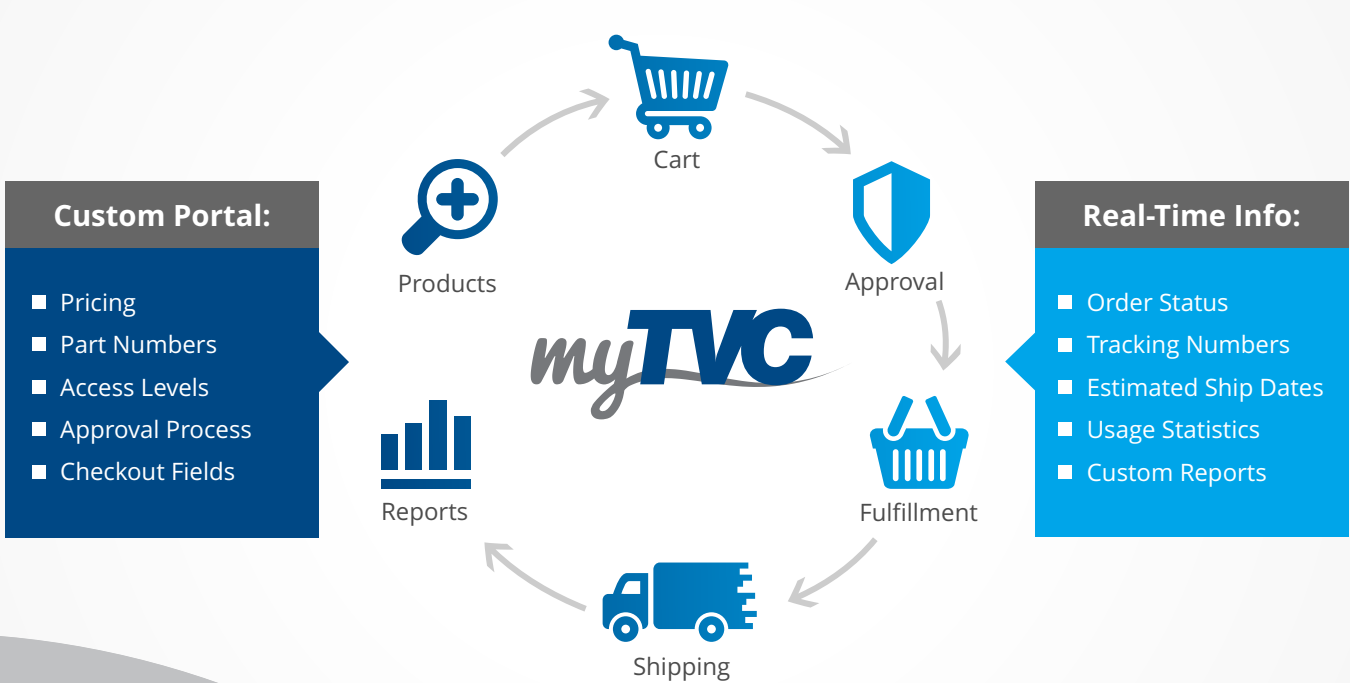 Cart
Products
Approval
myTVC
Reports
Fulfillment
Shipping
Custom Portal:
Pricing
Part Numbers
Access Levels
Approval Process
Checkout Fields
Real-Time Info:
Order Status
Tracking Numbers
Estimated Ship Dates
Usage Statistics
Custom Reports